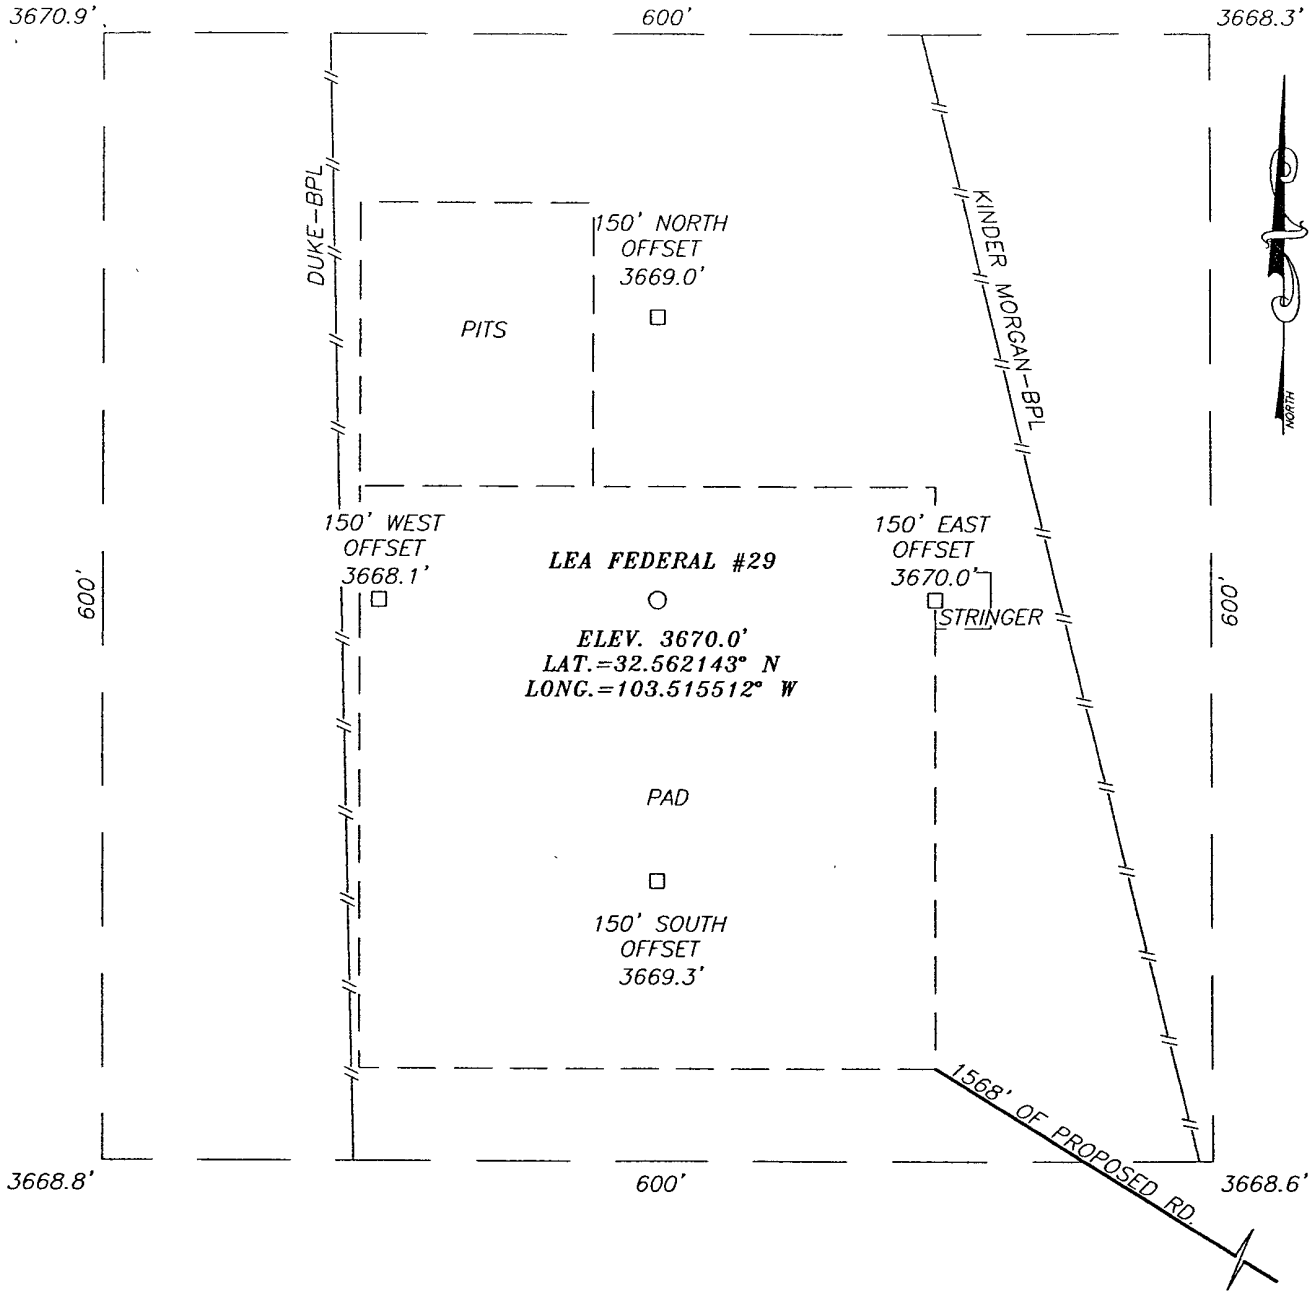 3670.9'
600'
3668.3'
DUKE-BPL
150' NORTH
OFFSET
3669.0'
KINDER MORGAN-BPL
NORTH
PITS
150' WEST
OFFSET
3668.1'
LEA FEDERAL #29
150' EAST
OFFSET
3670.0'
STRINGER
600'
600'
ELEV. 3670.0'
LAT.=32.562143° N
LONG.=103.515512° W
PAD
150' SOUTH
OFFSET
3669.3'
1568' OF PROPOSED RD.
3668.8'
600'
3668.6'